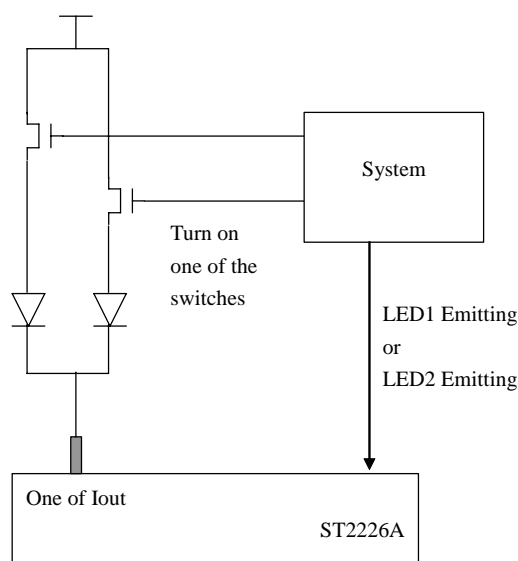 System
Turn on
one of the
switches
LED1 Emitting
or
LED2 Emitting
One of Iout
ST2226A